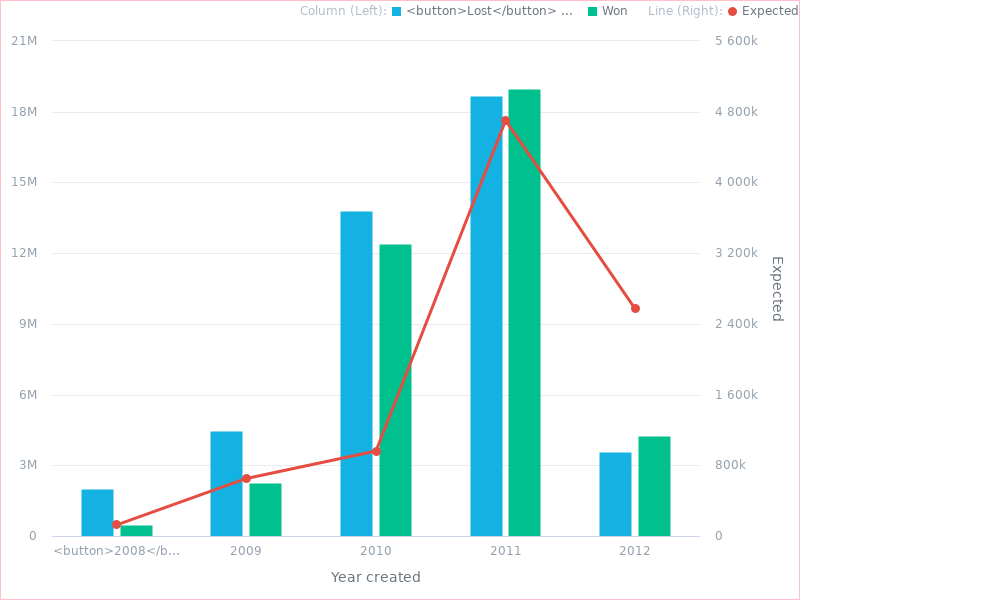 Column (Left): <button>Lost</button> ... Won Line (Right): Expected
21M 5 600k
18M 4 800k
15M 4 000k
12M 3 200k
9M 2 400k
6M 1 600k
3M 800k
0 0
Expected
<button>2008</b... 2009 2010 2011 2012
Year created